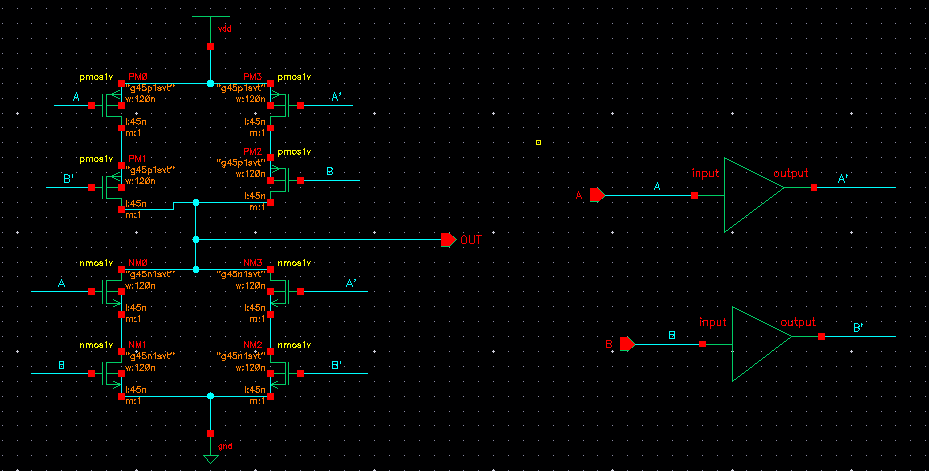 vdd
pmos1v PM0 PM3 pmos1v
"g45p1svt" "g45p1svt"
A w:120n w:120n A'
l:45n l:45n
m:1 m:1
pmos1v PM1 PM2 pmos1v
"g45p1svt" "g45p1svt"
B' w:120n w:120n B
l:45n l:45n
m:1 m:1
OUT
nmos1v NM0 NM3 nmos1v
"g45n1svt" "g45n1svt"
A w:120n w:120n A'
l:45n l:45n
m:1 m:1
nmos1v NM1 NM2 nmos1v
"g45n1svt" "g45n1svt"
B w:120n w:120n B'
l:45n l:45n
m:1 m:1
gnd
input output
A A A'
input output
B B B'